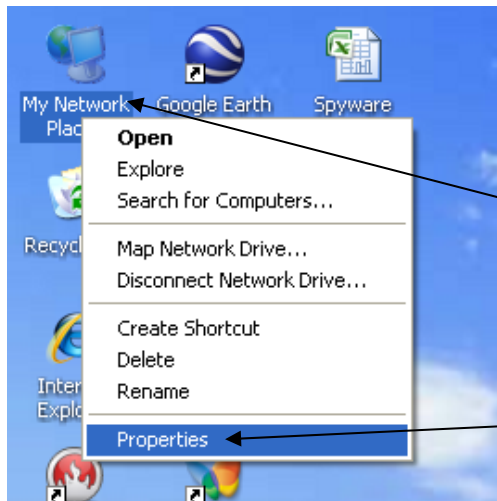 My Network Google Earth Spyware
Plac
Open
Explore
Search for Computers...
Recycl
Map Network Drive...
Disconnect Network Drive...
Create Shortcut
Delete
Rename
Inter
Explo
Properties